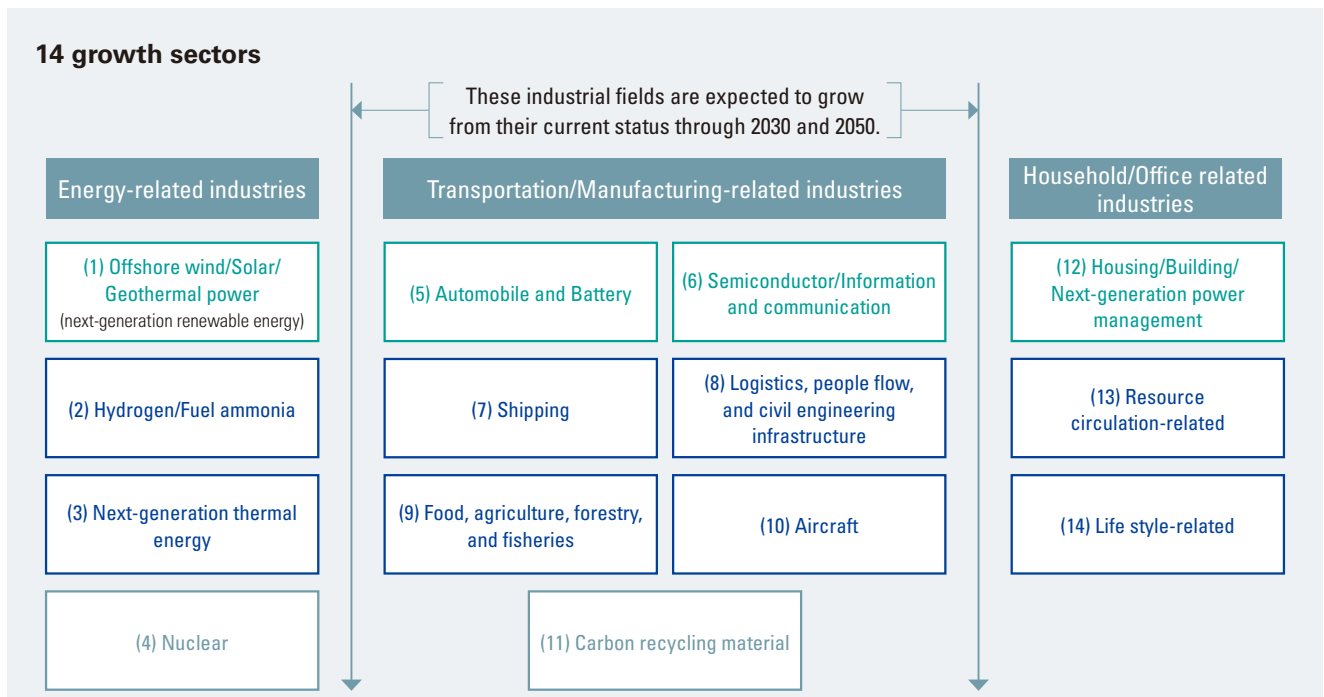 14 growth sectors
These industrial fields are expected to grow
from their current status through 2030 and 2050.
Energy-related industries
Transportation/Manufacturing-related industries
Household/Office related
industries
(1) Offshore wind/Solar/
Geothermal power
(next-generation renewable energy)
(5) Automobile and Battery
(6) Semiconductor/Information
and communication
(12) Housing/Building/
Next-generation power
management
(2) Hydrogen/Fuel ammonia
(7) Shipping
(8) Logistics, people flow,
and civil engineering
infrastructure
(13) Resource
circulation-related
(3) Next-generation thermal
energy
(9) Food, agriculture, forestry,
and fisheries
(10) Aircraft
(14) Life style-related
(4) Nuclear
(11) Carbon recycling material